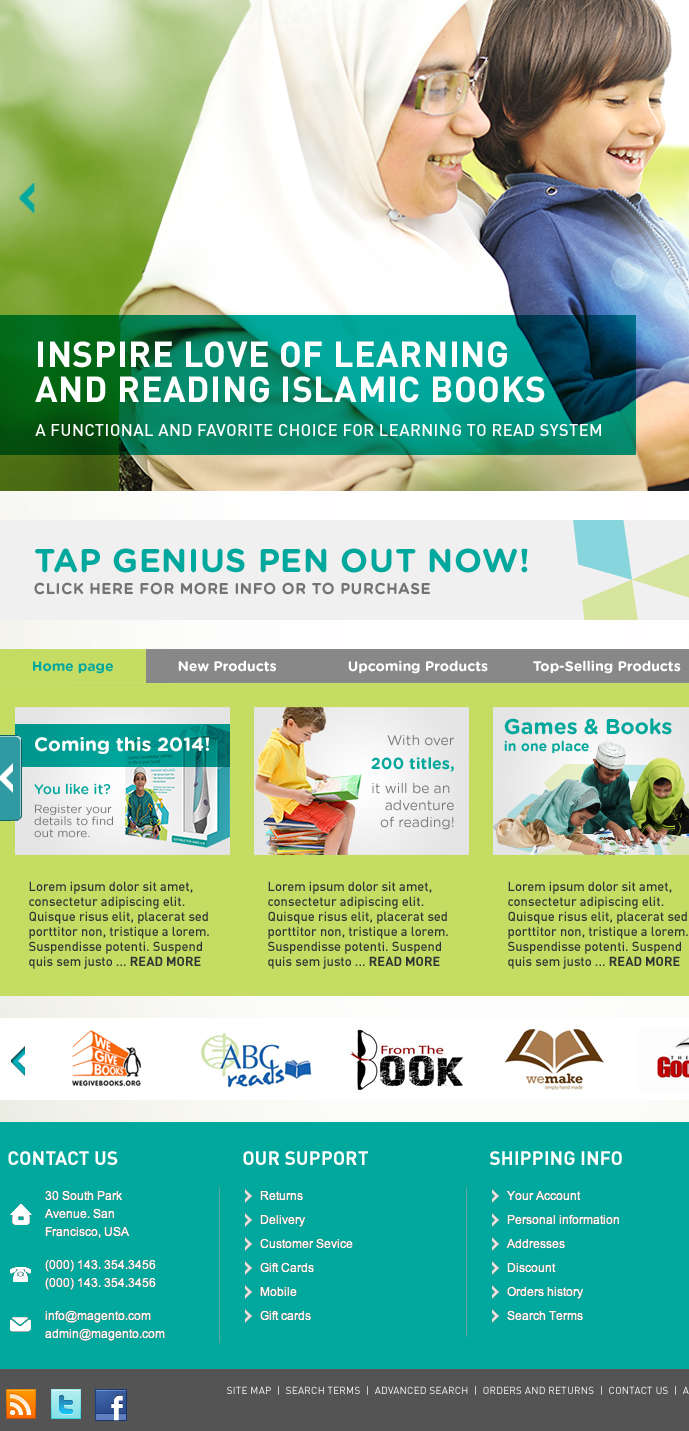 INSPIRE LOVE OF LEARNING
AND READING ISLAMIC BOOKS
A FUNCTIONAL AND FAVORITE CHOICE FOR LEARNING TO READ SYSTEM
TAP GENIUS PEN OUT NOW!
CLICK HERE FOR MORE INFO OR TO PURCHASE
Home page New Products Upcoming Products Top-Selling Products
Coming this 2014!
You like it?
Register your
details to find
out more.
With over
200 titles,
it will be an
adventure
of reading!
Games & Books
in one place
Lorem ipsum dolor sit amet,
consectetur adipiscing elit.
Quisque risus elit, placerat sed
porttitor non, tristique a lorem.
Suspendisse potenti. Suspend
quis sem justo ... READ MORE
Lorem ipsum dolor sit amet,
consectetur adipiscing elit.
Quisque risus elit, placerat sed
porttitor non, tristique a lorem.
Suspendisse potenti. Suspend
quis sem justo ... READ MORE
Lorem ipsum dolor sit amet,
consectetur adipiscing elit.
Quisque risus elit, placerat sed
porttitor non, tristique a lorem.
Suspendisse potenti. Suspend
quis sem justo ... READ MORE
WE
GIVE
BOOKS
WEGIVEBOOKS.ORG
ABC
reads
From The
BOOK
wemake
simply hand made
CONTACT US
30 South Park
Avenue. San
Francisco, USA
(000) 143. 354.3456
(000) 143. 354.3456
info@magento.com
admin@magento.com
OUR SUPPORT
Returns
Delivery
Customer Sevice
Gift Cards
Mobile
Gift cards
SHIPPING INFO
Your Account
Personal information
Addresses
Discount
Orders history
Search Terms
SITE MAP | SEARCH TERMS | ADVANCED SEARCH | ORDERS AND RETURNS | CONTACT US | A